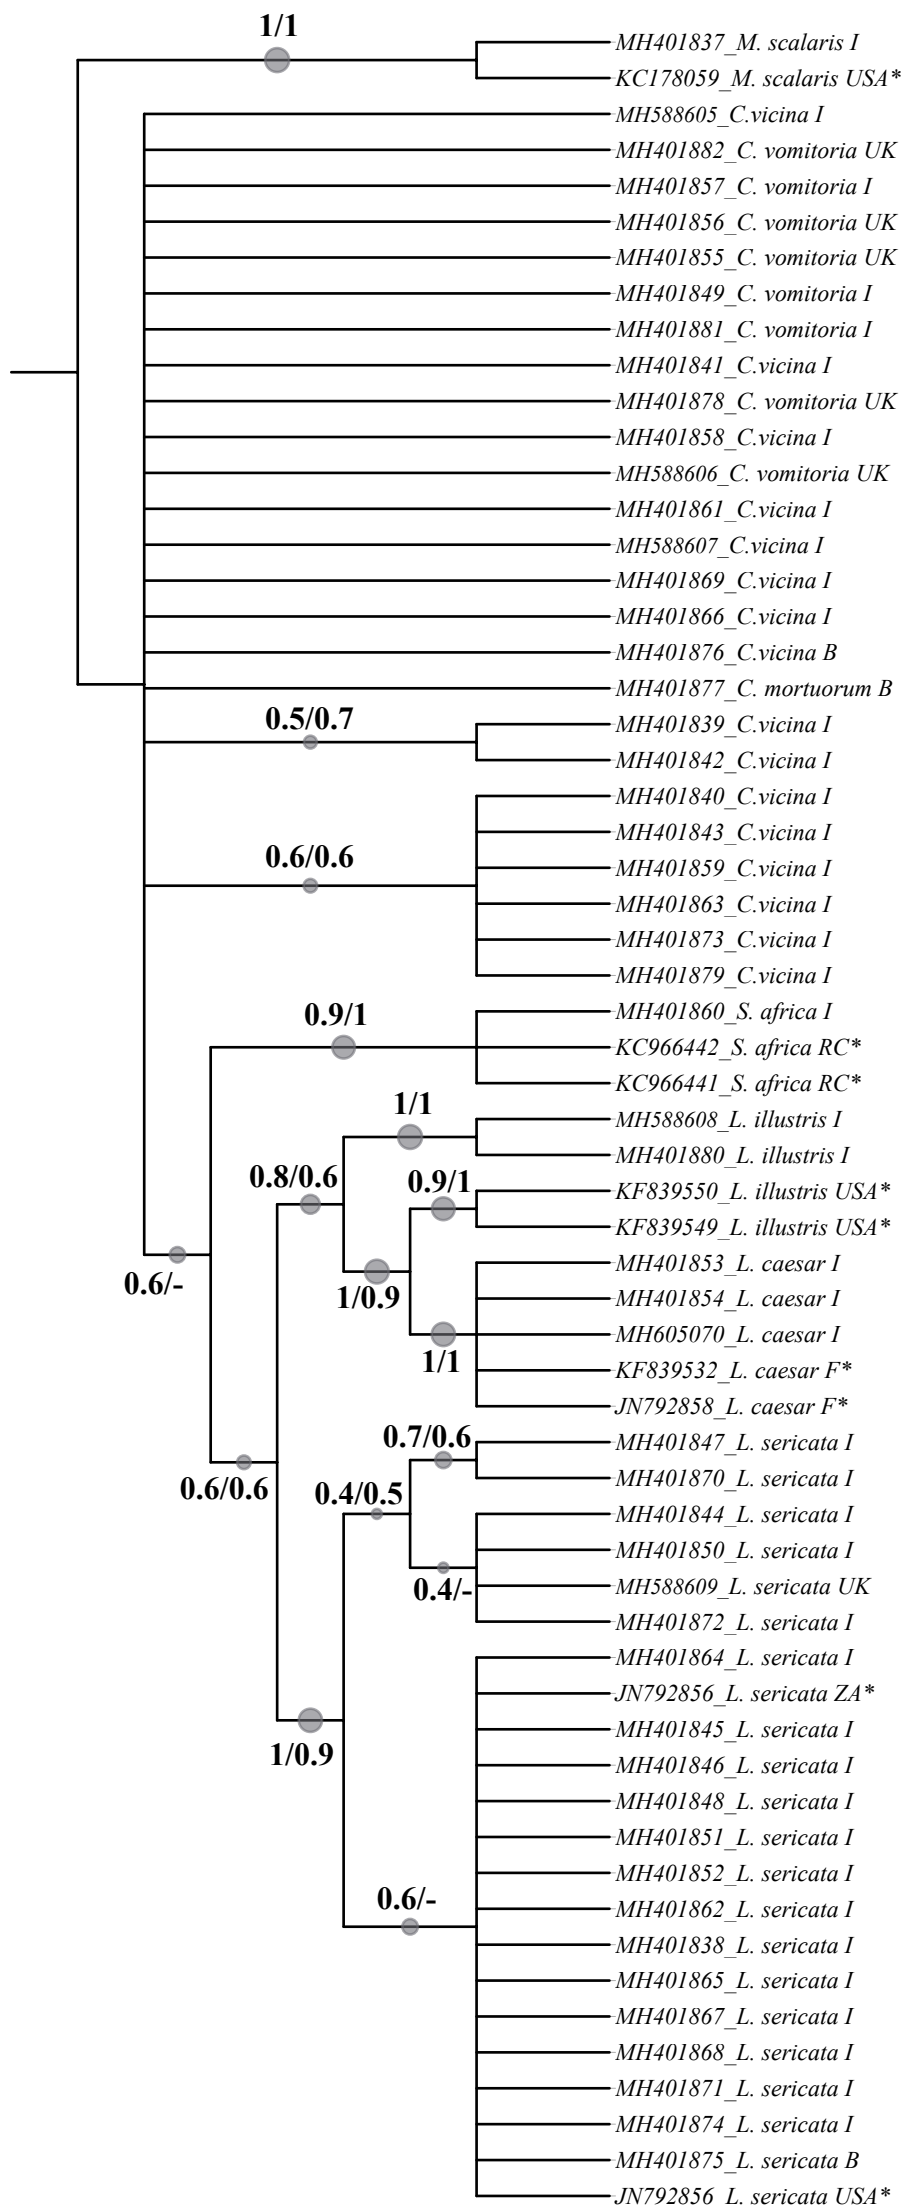 1/1
MH401837_M. scalaris I
KC178059_M. scalaris USA*
MH588605_C.vicina I
MH401882_C. vomitoria UK
MH401857_C. vomitoria I
MH401856_C. vomitoria UK
MH401855_C. vomitoria UK
MH401849_C. vomitoria I
MH401881_C. vomitoria I
MH401841_C.vicina I
MH401878_C. vomitoria UK
MH401858_C.vicina I
MH588606_C. vomitoria UK
MH401861_C.vicina I
MH588607_C.vicina I
MH401869_C.vicina I
MH401866_C.vicina I
MH401876_C.vicina B
MH401877_C. mortuorum B
0.5/0.7
MH401839_C.vicina I
MH401842_C.vicina I
MH401840_C.vicina I
MH401843_C.vicina I
0.6/0.6
MH401859_C.vicina I
MH401863_C.vicina I
MH401873_C.vicina I
MH401879_C.vicina I
0.9/1
MH401860_S. africa I
KC966442_S. africa RC*
KC966441_S. africa RC*
1/1
MH588608_L. illustris I
MH401880_L. illustris I
0.8/0.6
0.9/1
KF839550_L. illustris USA*
KF839549_L. illustris USA*
MH401853_L. caesar I
0.6/-
1/0.9
MH401854_L. caesar I
MH605070_L. caesar I
1/1
KF839532_L. caesar F*
JN792858_L. caesar F*
0.7/0.6
MH401847_L. sericata I
MH401870_L. sericata I
0.6/0.6
0.4/0.5
MH401844_L. sericata I
MH401850_L. sericata I
0.4/-
MH588609_L. sericata UK
MH401872_L. sericata I
MH401864_L. sericata I
JN792856_L. sericata ZA*
MH401845_L. sericata I
1/0.9
MH401846_L. sericata I
MH401848_L. sericata I
MH401851_L. sericata I
MH401852_L. sericata I
0.6/-
MH401862_L. sericata I
MH401838_L. sericata I
MH401865_L. sericata I
MH401867_L. sericata I
MH401868_L. sericata I
MH401871_L. sericata I
MH401874_L. sericata I
MH401875_L. sericata B
JN792856_L. sericata USA*